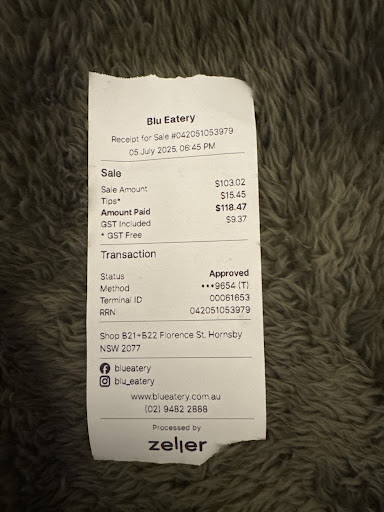 Blu Eatery
Receipt for Sale #042051053979
05 July 2025, 06:45 PM
Sale
Sale Amount $103.02
Tips* $15.45
Amount Paid $118.47
GST Included $9.37
* GST Free
Transaction
Status Approved
Method •••9654 (T)
Terminal ID 00061653
RRN 042051053979
Shop B21+B22 Florence St, Hornsby
NSW 2077
blueatery
blu_eatery
www.blueatery.com.au
(02) 9482 2888
Processed by
zeller